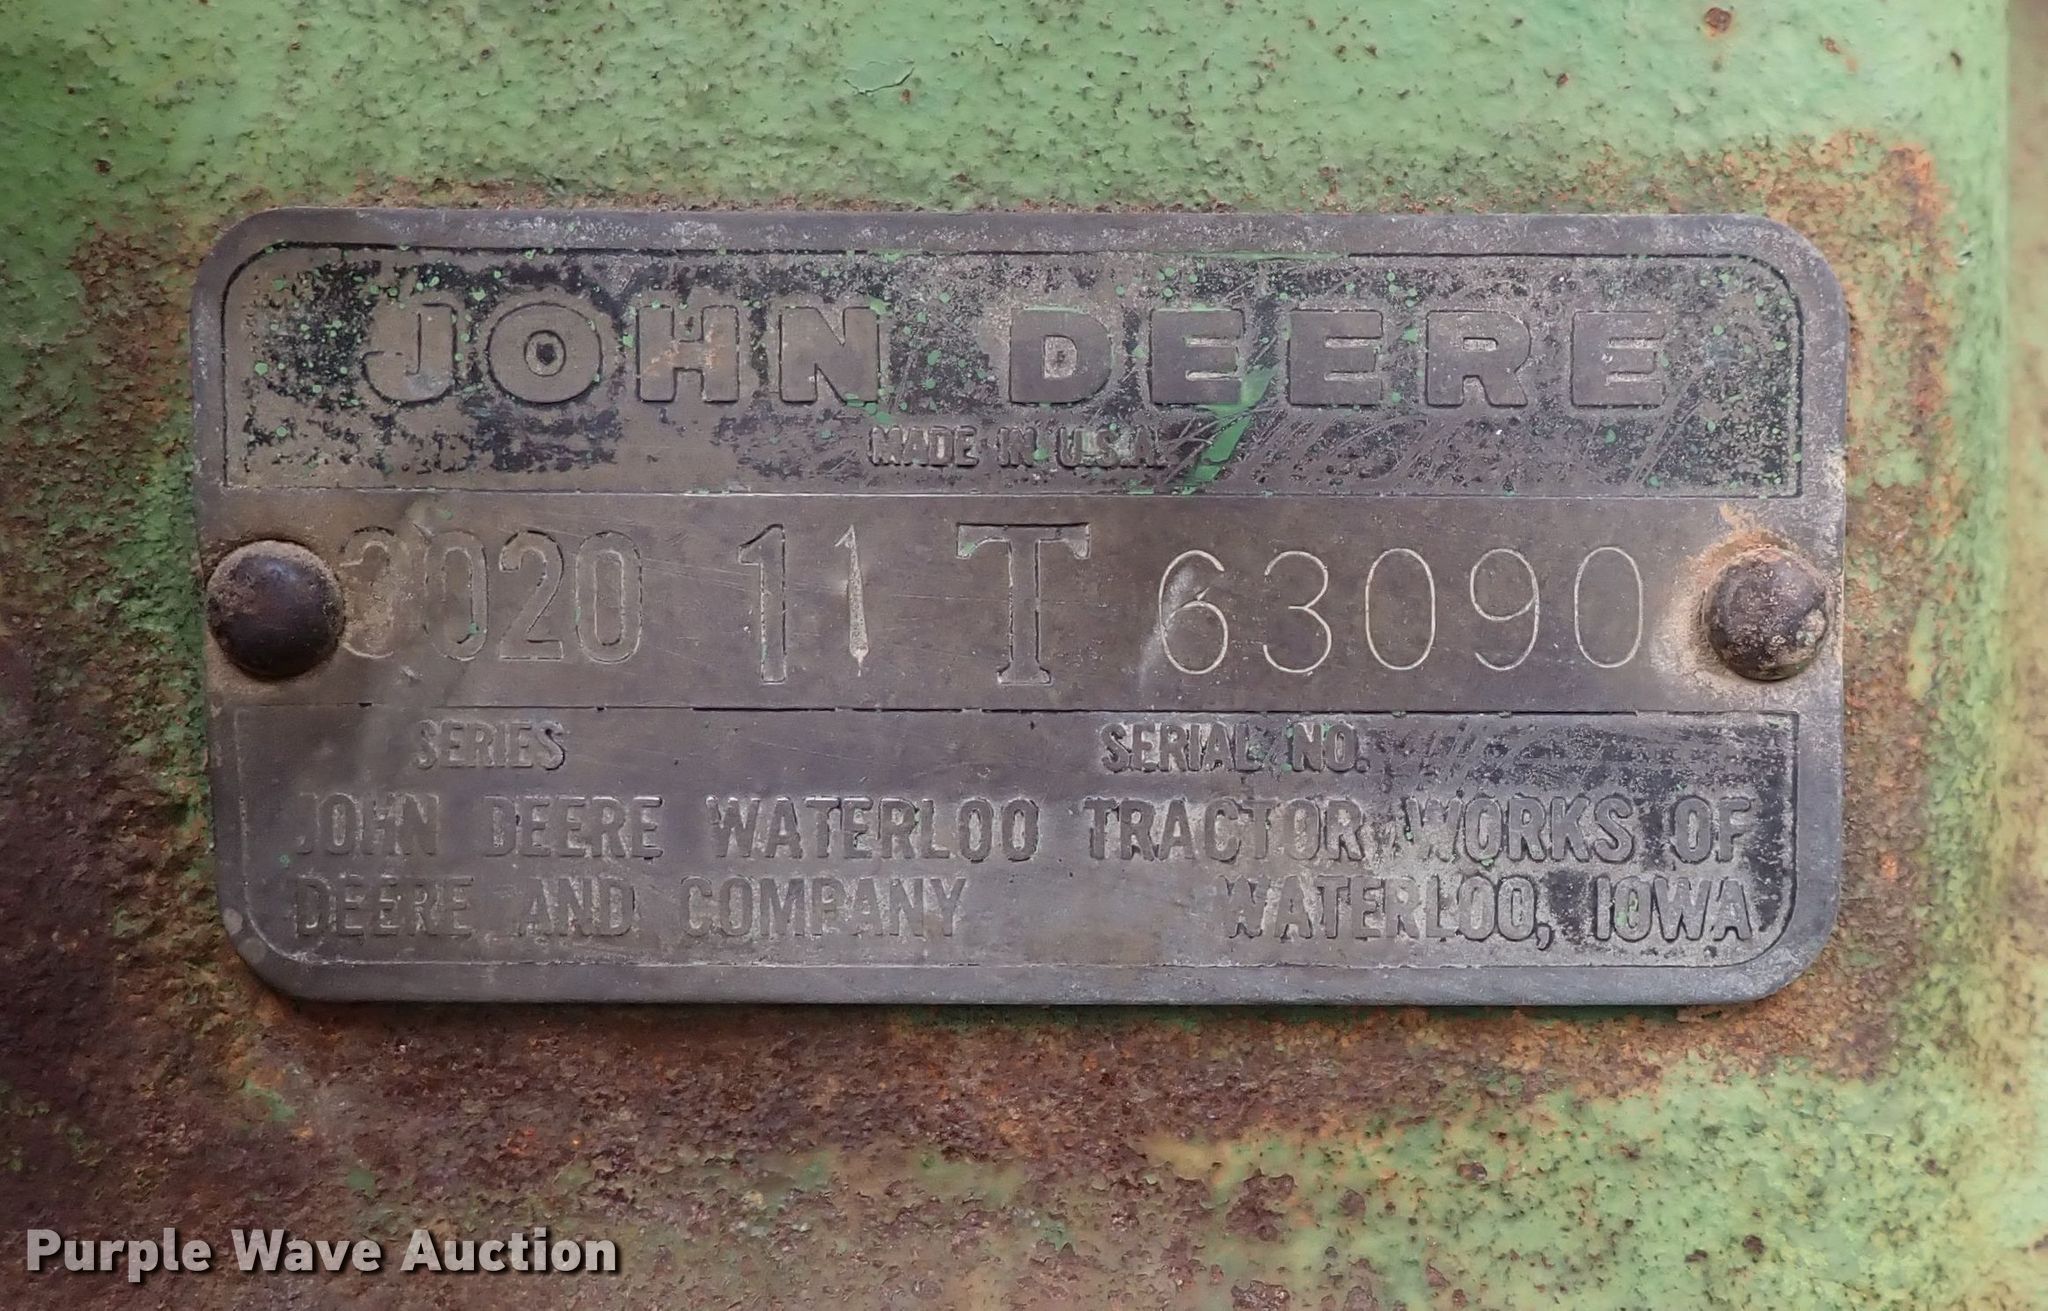 JOHN DEERE
MADE IN U.S.A.
3020 11 T 63090
SERIES SERIAL NO.
JOHN DEERE WATERLOO TRACTOR WORKS OF
DEERE AND COMPANY WATERLOO, IOWA
Purple Wave Auction